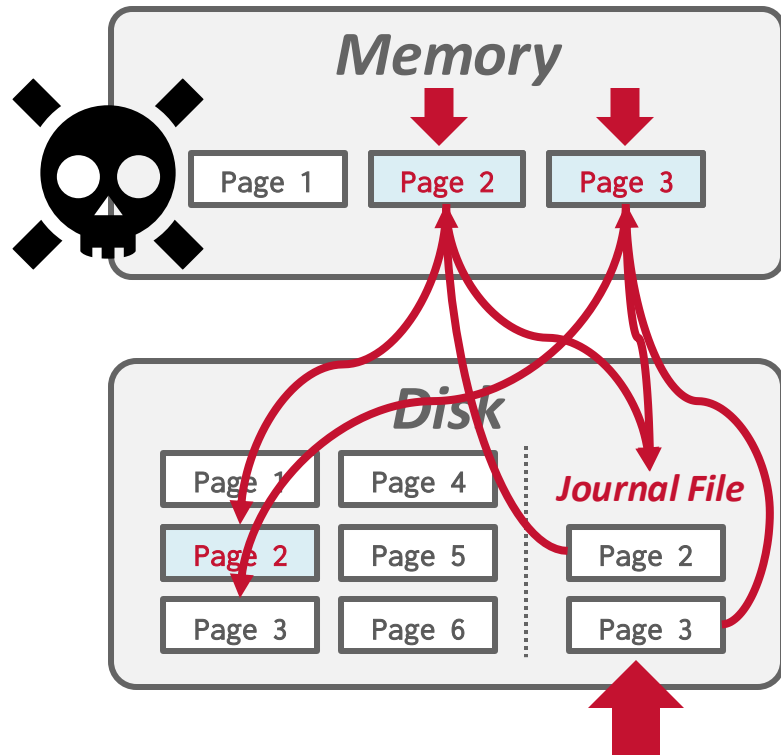 Memory
Page 1 Page 2 Page 3
Disk
Page 1 Page 4
Journal File
Page 2 Page 5 Page 2
Page 3 Page 6 Page 3